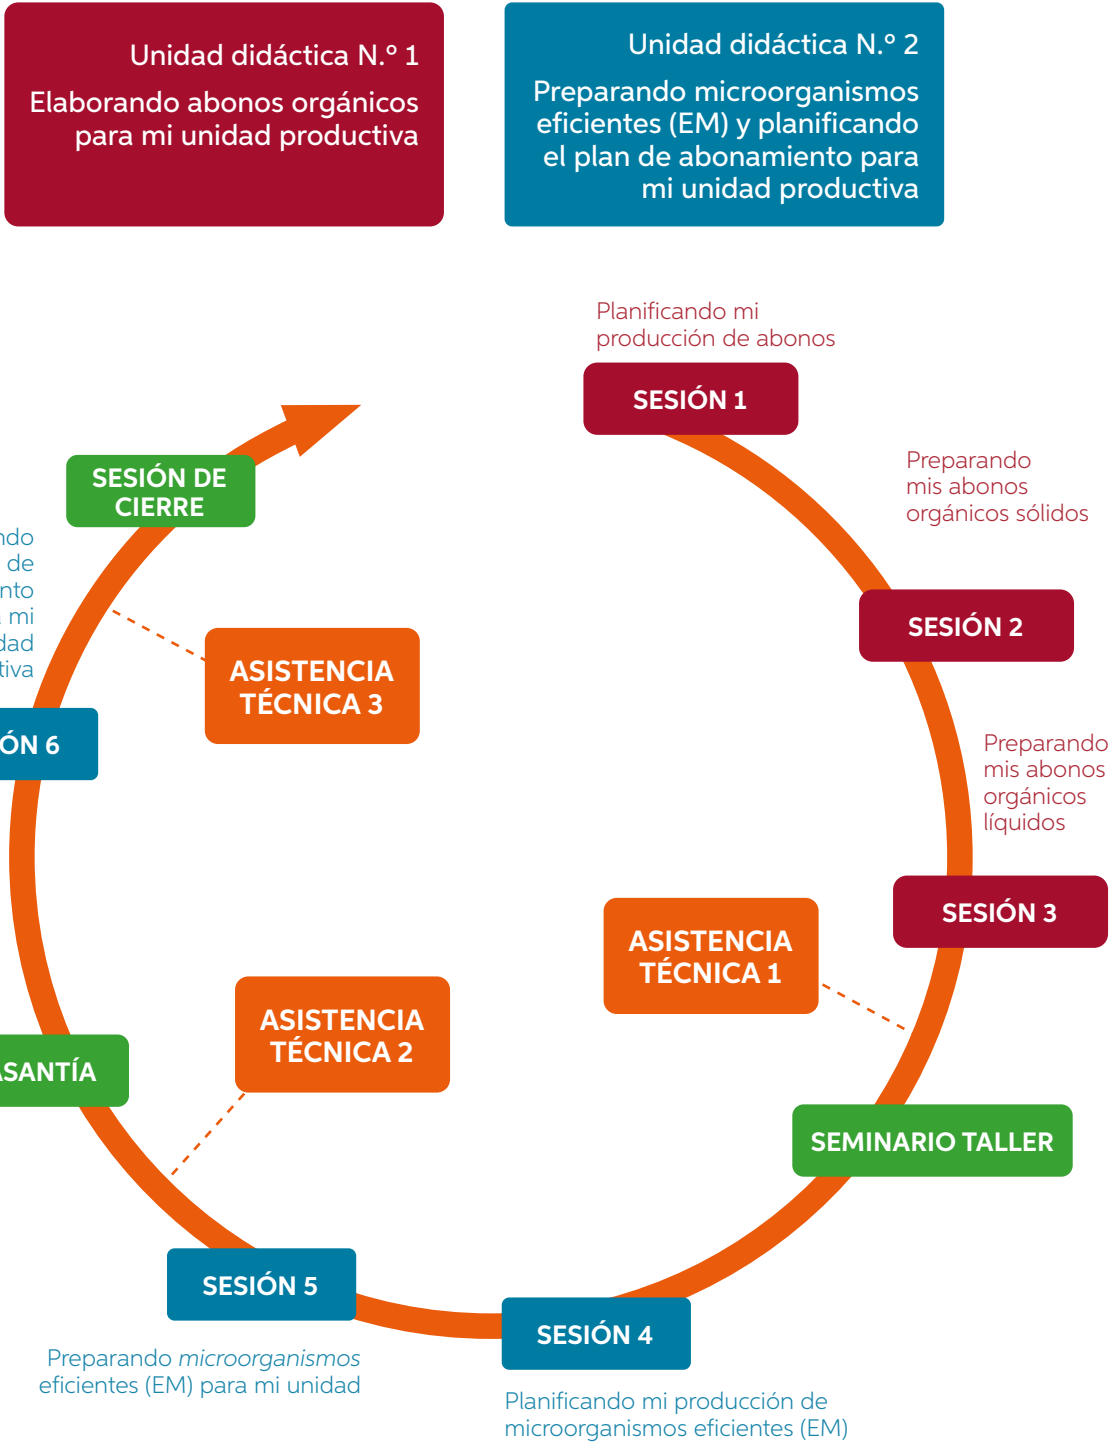 Unidad didáctica N.º 1
Elaborando abonos orgánicos
para mi unidad productiva
Unidad didáctica N.º 2
Preparando microorganismos
eficientes (EM) y planificando
el plan de abonamiento para
mi unidad productiva
Planificando mi
producción de abonos
SESIÓN 1
Preparando
mis abonos
orgánicos sólidos
SESIÓN 2
Preparando
mis abonos
orgánicos
líquidos
SESIÓN 3
ASISTENCIA
TÉCNICA 1
SEMINARIO TALLER
SESIÓN 4
Planificando mi producción de
microorganismos eficientes (EM)
SESIÓN 5
Preparando microorganismos
eficientes (EM) para mi unidad
ASISTENCIA
TÉCNICA 2
6
de
mi
ASISTENCIA
TÉCNICA 3
SESIÓN DE
CIERRE